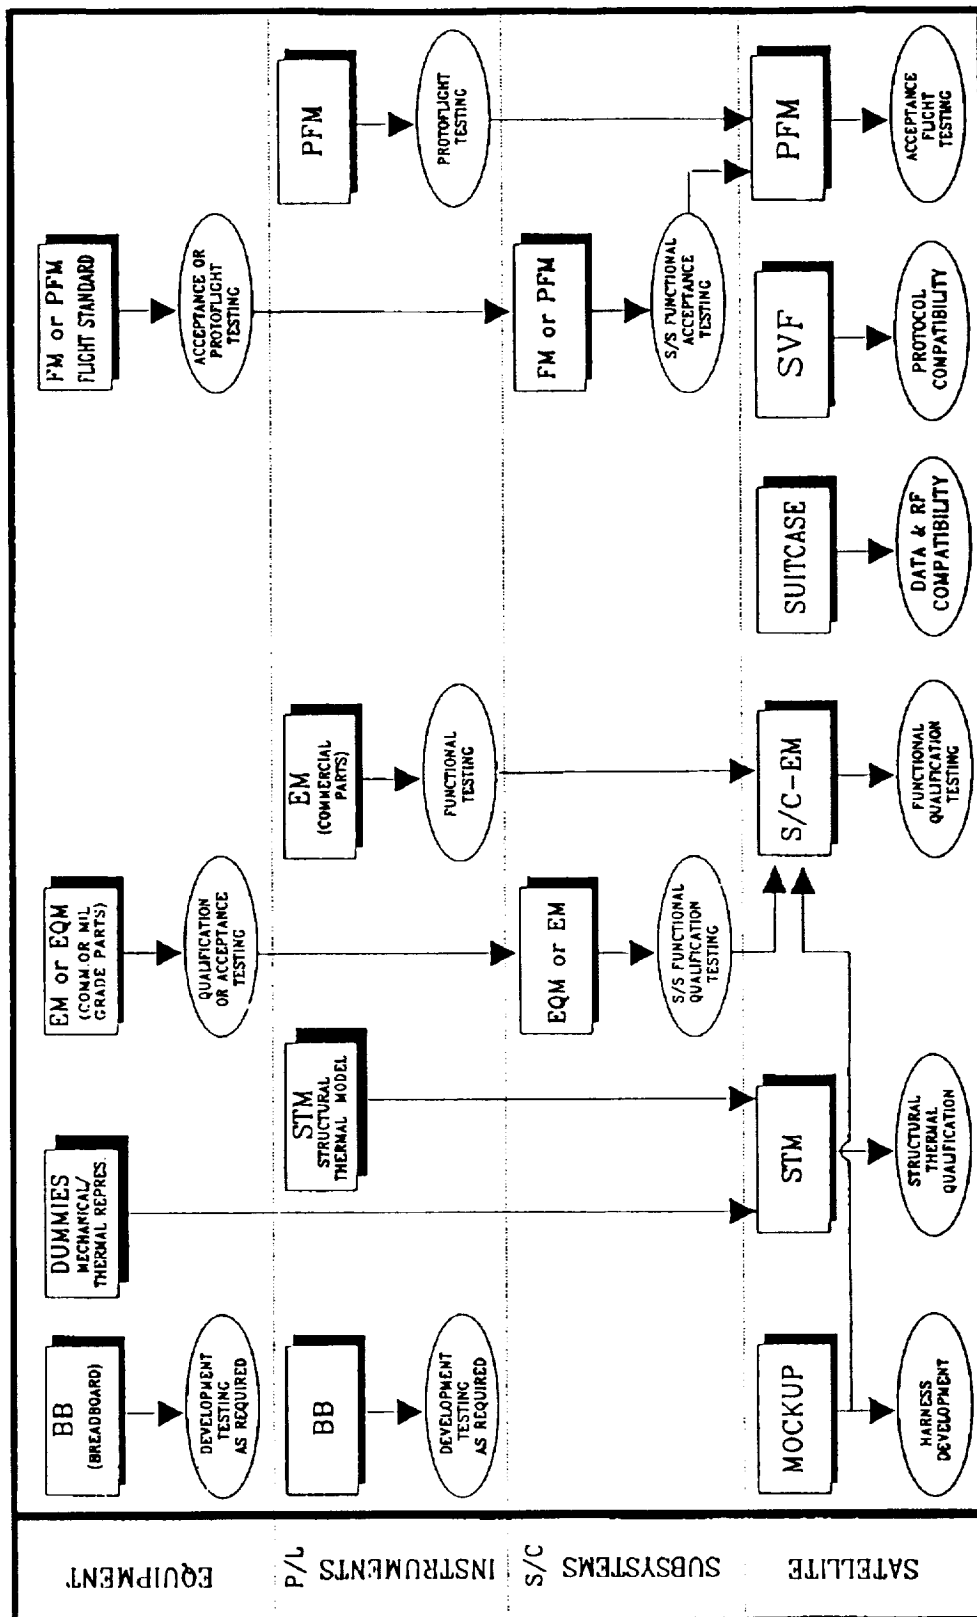 EQUIPMENT
BB
(BREADBOARD)
DEVELOPMENT
TESTING
AS REQUIRED
DUMMIES
MECHANICAL/
THERMAL REPRES.
EM or EQM
(COMM.OR MIL
GRADE PARTS)
QUALIFICATION
OR ACCEPTANCE
TESTING
FM or PFM
FLIGHT STANDARD
ACCEPTANCE OR
PROTOFLIGHT
TESTING
P/L
INSTRUMENTS
BB
DEVELOPMENT
TESTING
AS REQUIRED
STM
STRUCTURAL
THERMAL MODEL
EM
(COMMERCIAL
PARTS)
FUNCTIONAL
TESTING
PFM
PROTOFLIGHT
TESTING
S/C
SUBSYSTEMS
EQM or EM
S/S FUNCTIONAL
QUALIFICATION
TESTING
FM or PFM
S/S FUNCTIONAL
ACCEPTANCE
TESTING
SATELLITE
MOCKUP
HARNESS
DEVELOPMENT
STM
STRUCTURAL
THERMAL
QUALIFICATION
S/C-EM
FUNCTIONAL
QUALIFICATION
TESTING
SUITCASE
DATA & RF
COMPATIBILITY
SVF
PROTOCOL
COMPATIBILITY
PFM
ACCEPTANCE
FLIGHT
TESTING